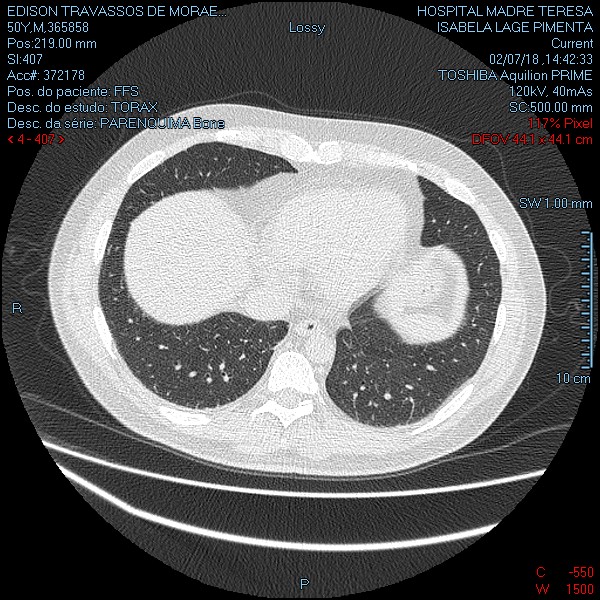 EDISON TRAVASSOS DE MORAE...
50Y,M,365858
Pos:219.00 mm
SI:407
Acc#: 372178
Pos. do paciente: FFS
Desc. do estudo: TORAX
Desc. da série: PARENQUIMA Bone
< 4 - 407 >
Lossy
HOSPITAL MADRE TERESA
ISABELA LAGE PIMENTA
Current
02/07/18 ,14:42:33
TOSHIBA Aquilion PRIME
120kV, 40mAs
SC:500.00 mm
117% Pixel
DFOV:44.1 x 44.1 cm
SW:1.00 mm
R
10 cm
P
C -550
W 1500